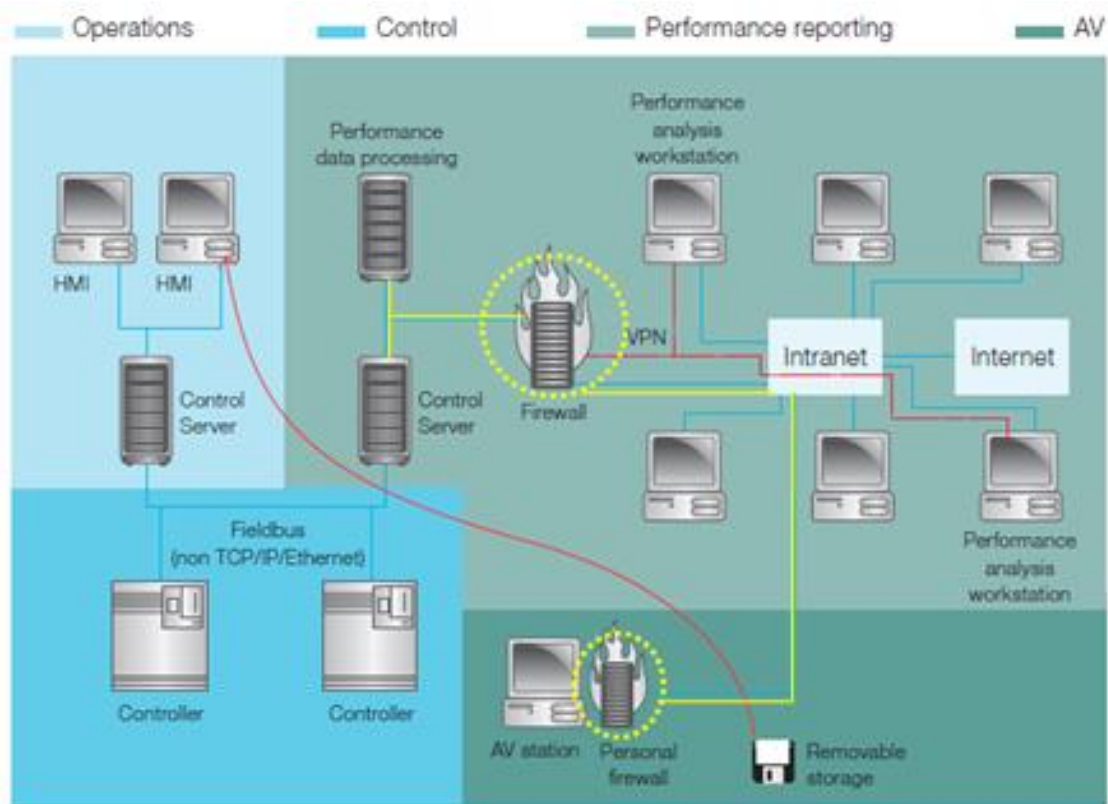 Operations
Control
Performance reporting
AV
Performance
data processing
Performance
analysis
workstation
HMI
HMI
VPN
Intranet
Internet
Control
Server
Control
Server
Firewall
Fieldbus
(non TCP/IP/Ethernet)
Performance
analysis
workstation
Controller
Controller
AV station
Personal
firewall
Removable
storage